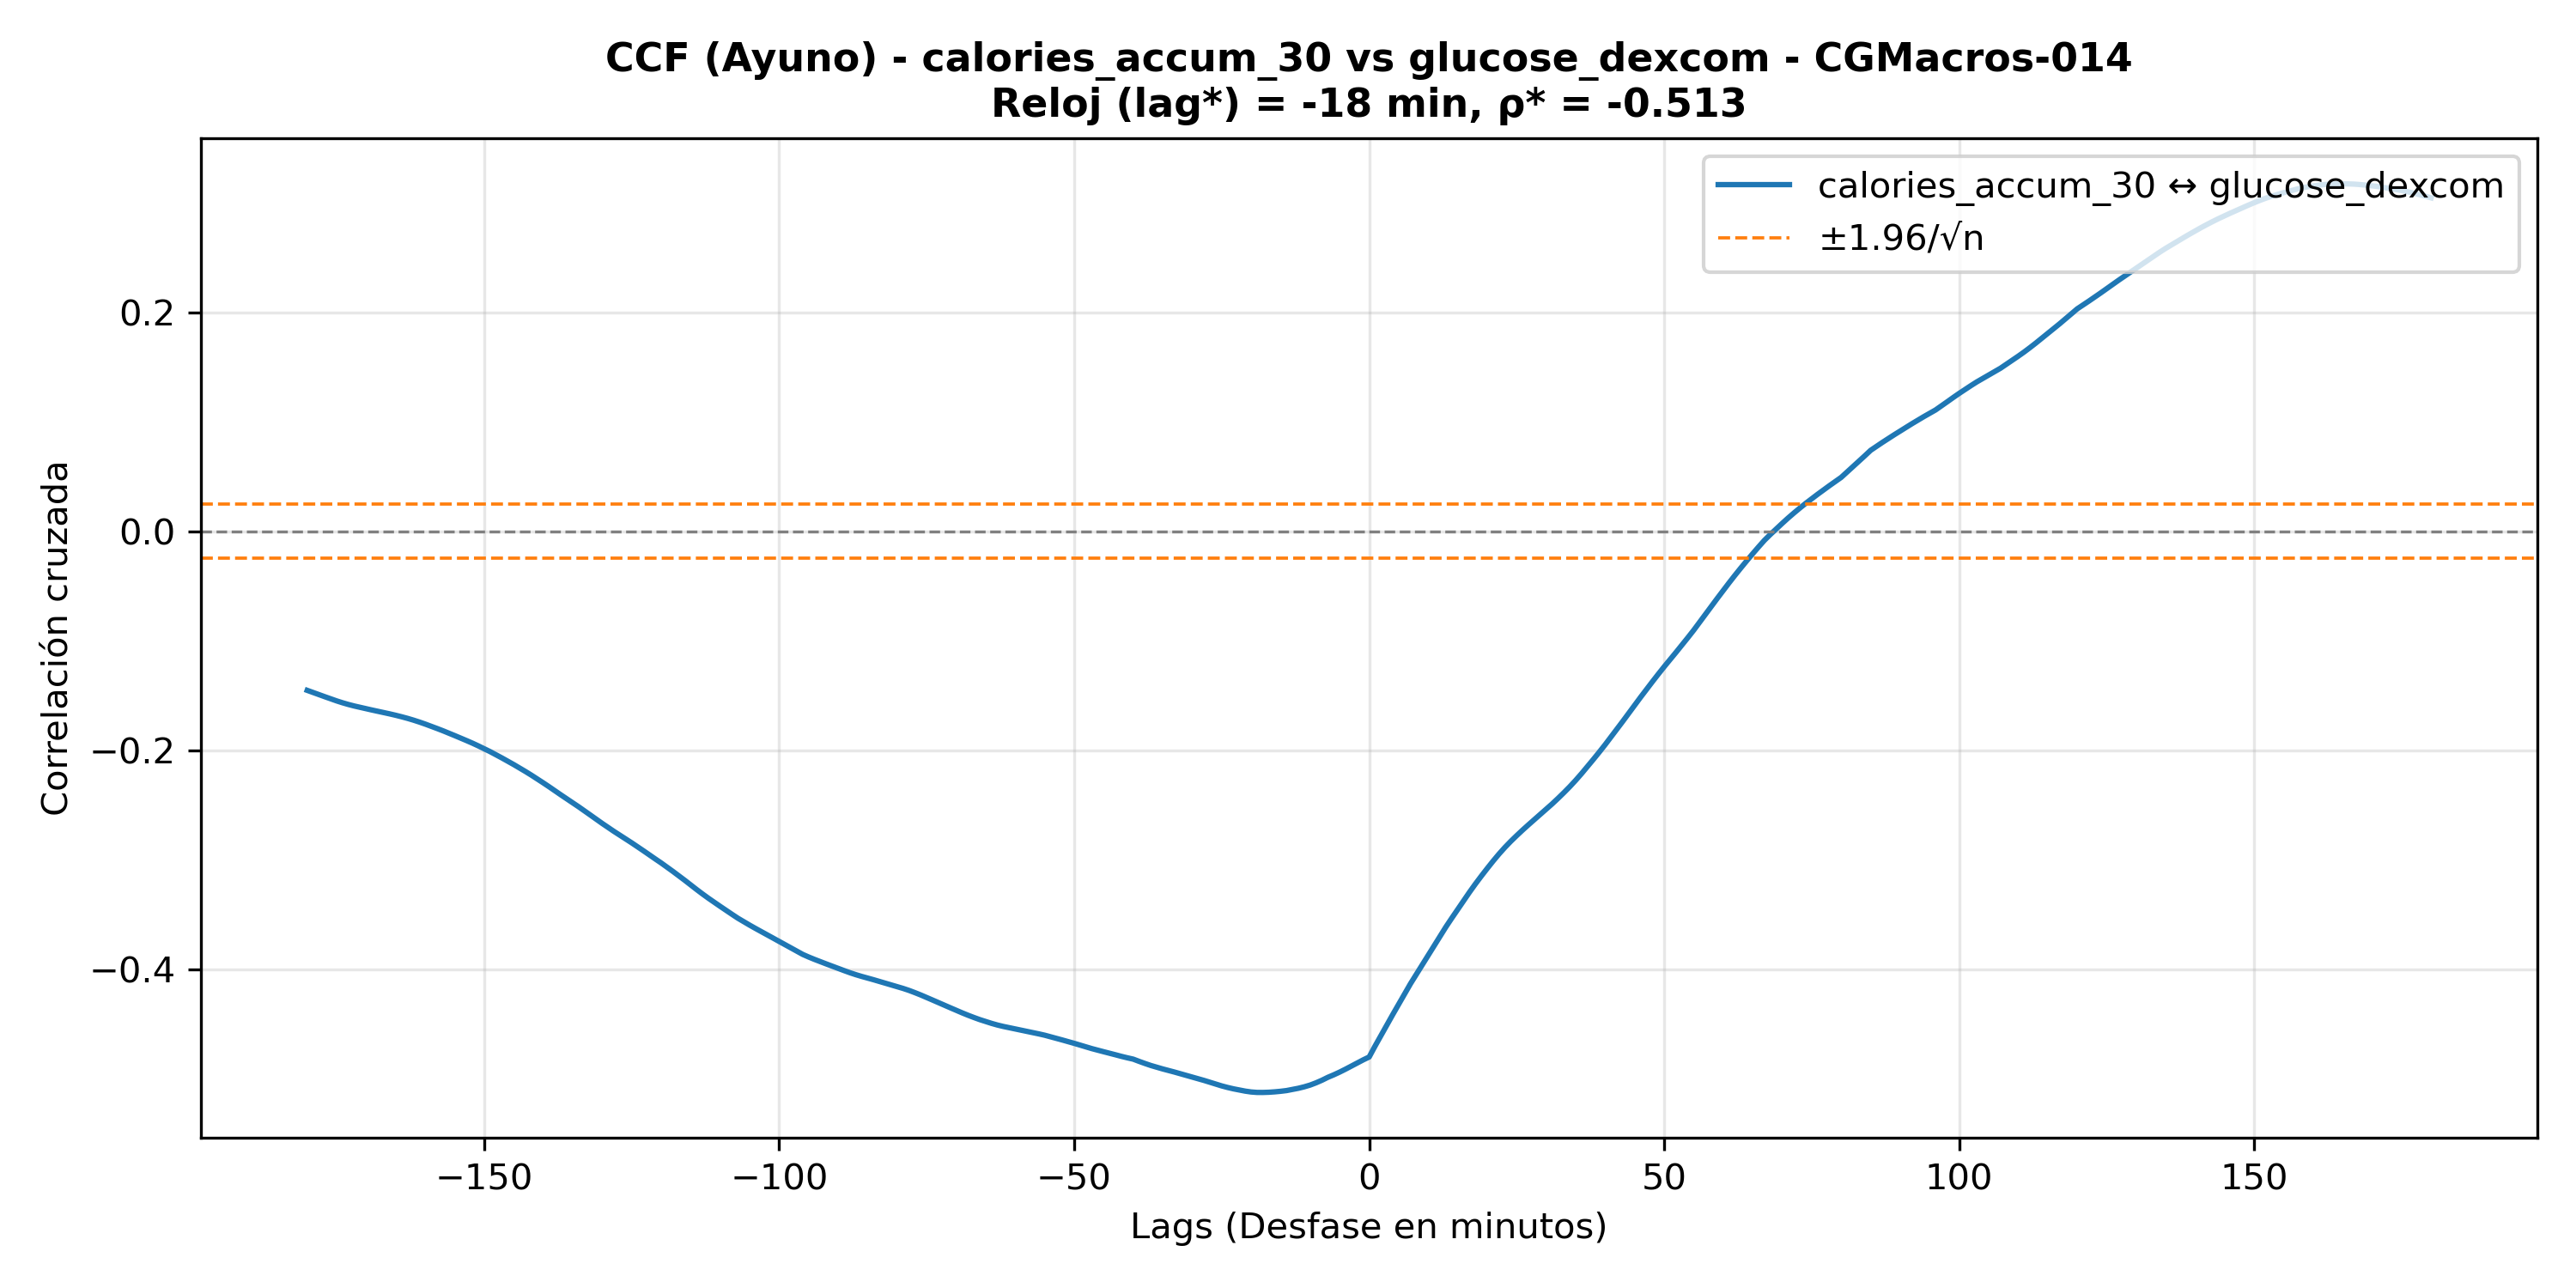 CCF (Ayuno) - calories_accum_30 vs glucose_dexcom - CGMacros-014
Reloj (lag*) = -18 min, ρ* = -0.513
calories_accum_30 ↔ glucose_dexcom
±1.96/√n
Correlación cruzada
0.2
0.0
−0.2
−0.4
−150
−100
−50
0
50
100
150
Lags (Desfase en minutos)